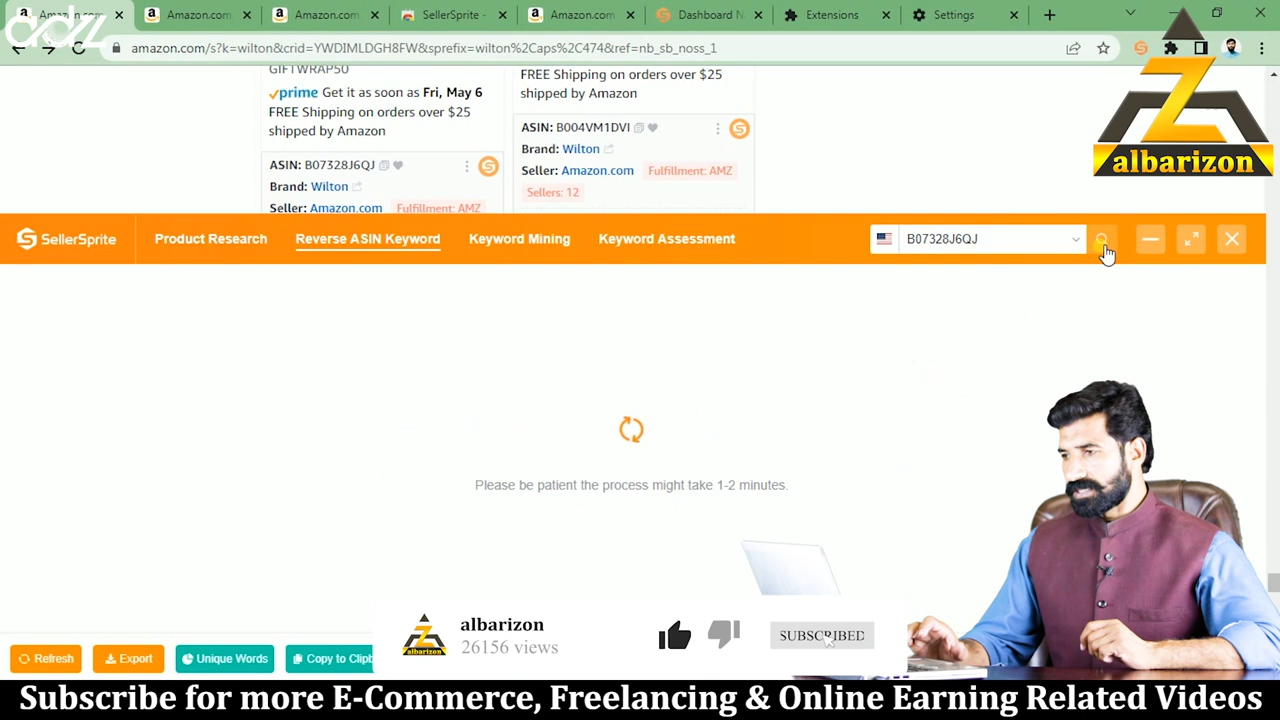 Amazon.com
Amazon.com
Amazon.com
SellerSprite -
Amazon.com
Dashboard
Extensions
Settings
amazon.com/s?k=wilton&crid=YWDIMLDGH8FW&sprefix=wilton%2Caps%2C474&ref=nb_sb_noss_1
GIFTWRAP50
prime Get it as soon as Fri, May 6
FREE Shipping on orders over $25
shipped by Amazon
ASIN: B07328J6QJ
Brand: Wilton
Seller: Amazon.com Fulfillment: AMZ
FREE Shipping on orders over $25
shipped by Amazon
ASIN: B004VM1DVI
Brand: Wilton
Seller: Amazon.com Fulfillment: AMZ
Sellers: 12
albarizon
SellerSprite
Product Research
Reverse ASIN Keyword
Keyword Mining
Keyword Assessment
B07328J6QJ
Please be patient the process might take 1-2 minutes.
albarizon
26156 views
SUBSCRIBED
Refresh
Export
Unique Words
Copy to Clipb
Subscribe for more E-Commerce, Freelancing & Online Earning Related Videos